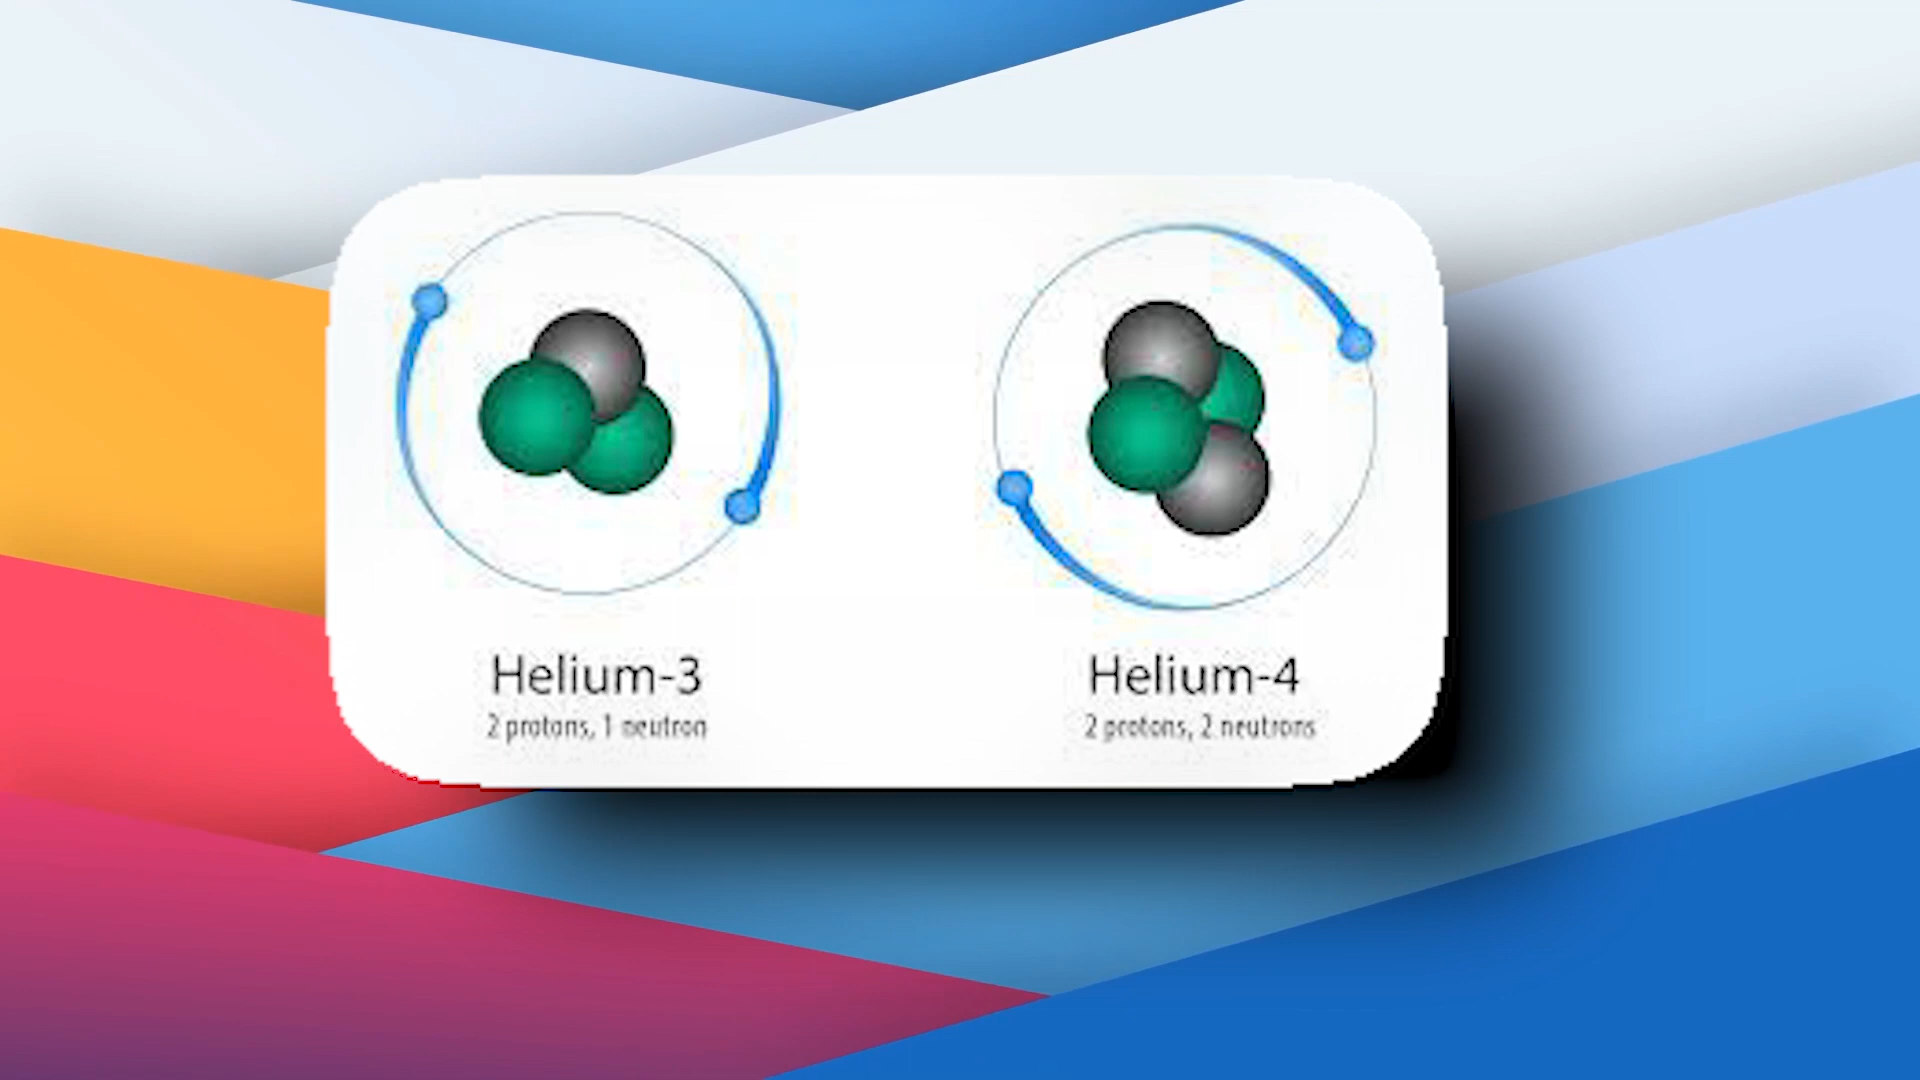 Helium-3
2 protons, 1 neutron
Helium-4
2 protons, 2 neutrons